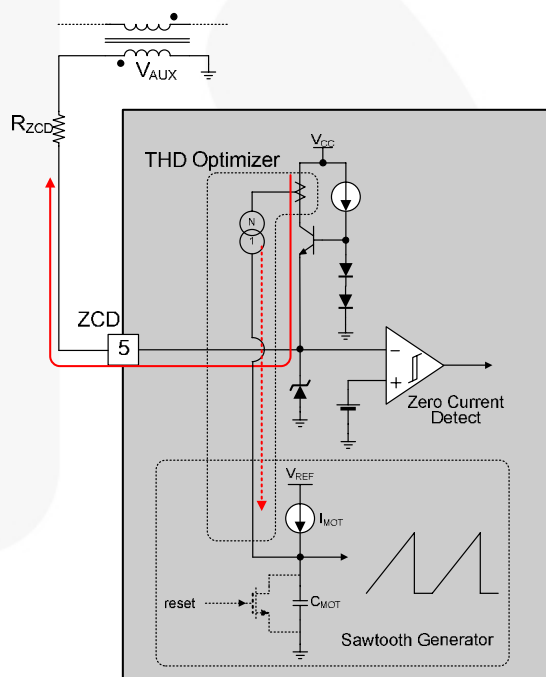 VAUX
RZCD
THD Optimizer
VCC
N
1
ZCD
5
−
+
Zero Current
Detect
VREF
IMOT
reset
CMOT
Sawtooth Generator